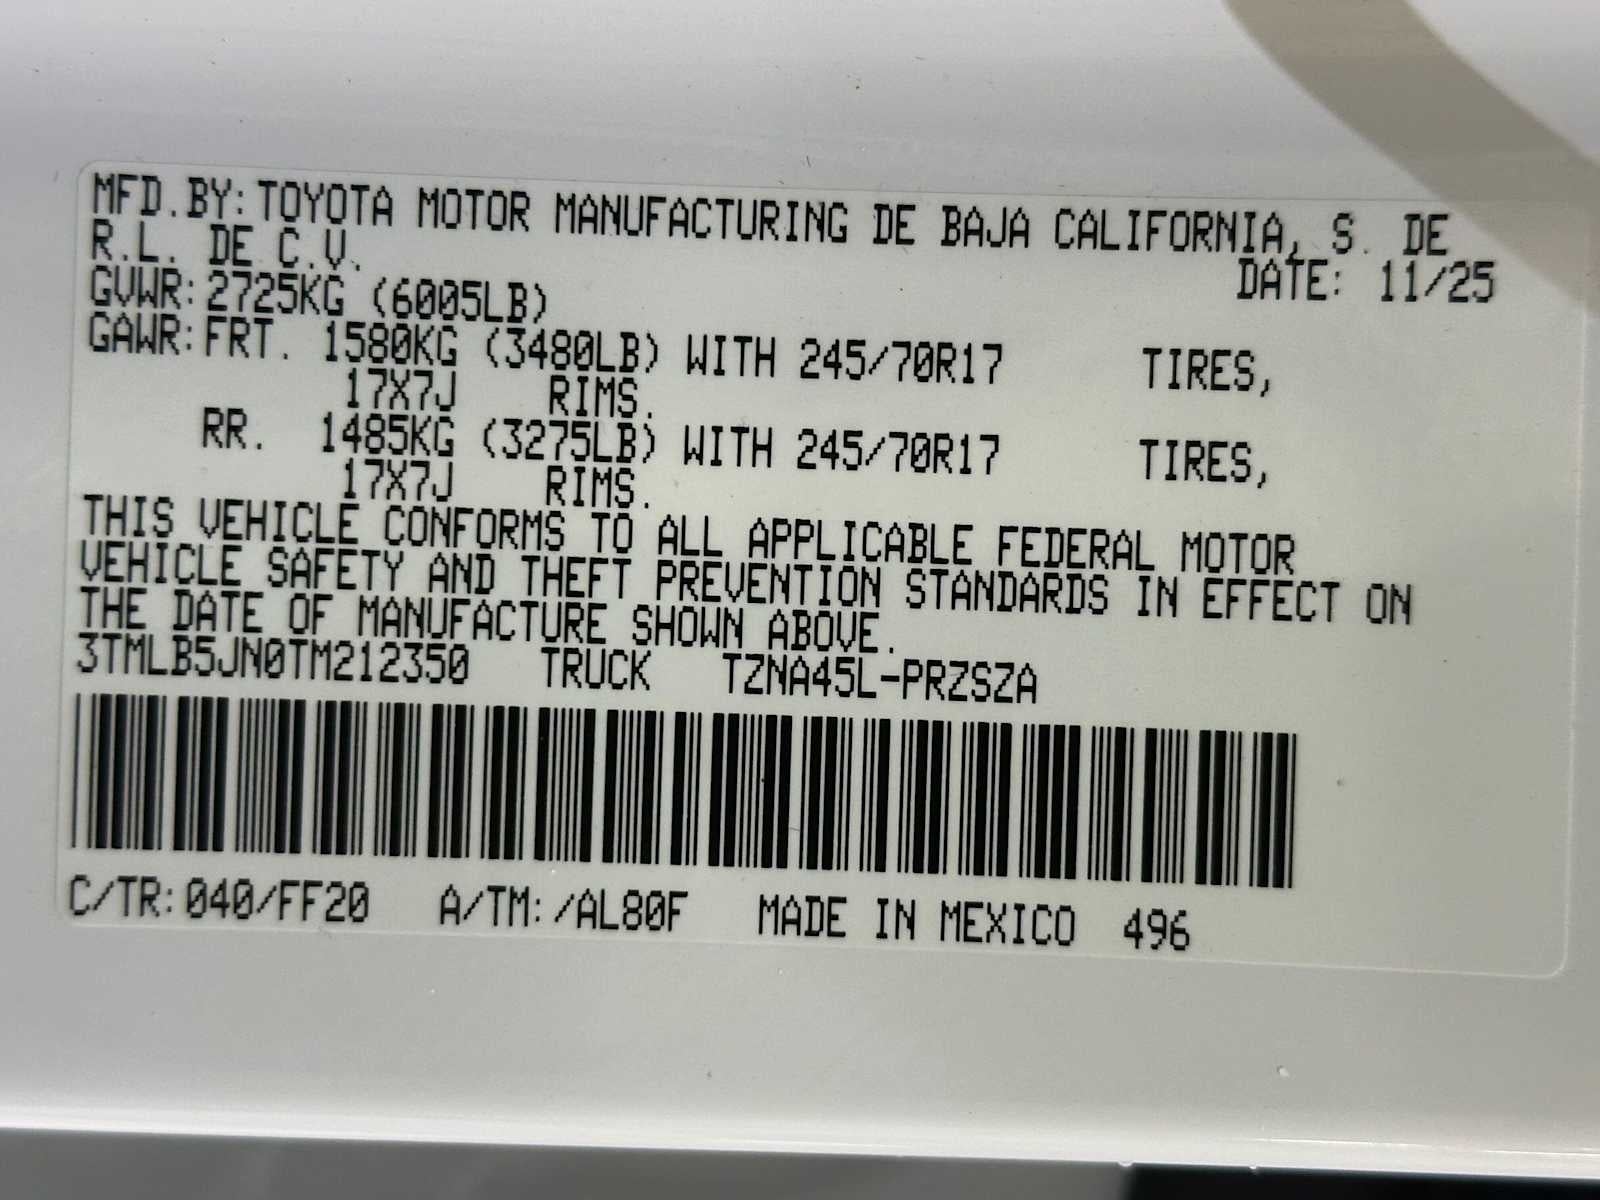 MFD.BY: TOYOTA MOTOR MANUFACTURING DE BAJA CALIFORNIA, S. DE
R.L. DE C.V.
DATE: 11/25
GVWR: 2725KG (6005LB)
GAWR: FRT. 1580KG (3480LB) WITH 245/70R17 TIRES,
17X7J RIMS.
RR. 1485KG (3275LB) WITH 245/70R17 TIRES,
17X7J RIMS.
THIS VEHICLE CONFORMS TO ALL APPLICABLE FEDERAL MOTOR
VEHICLE SAFETY AND THEFT PREVENTION STANDARDS IN EFFECT ON
THE DATE OF MANUFACTURE SHOWN ABOVE.
3TMLB5JN0TM212350 TRUCK TZNA45L-PRZSZA
C/TR: 040/FF20 A/TM: /AL80F MADE IN MEXICO 496